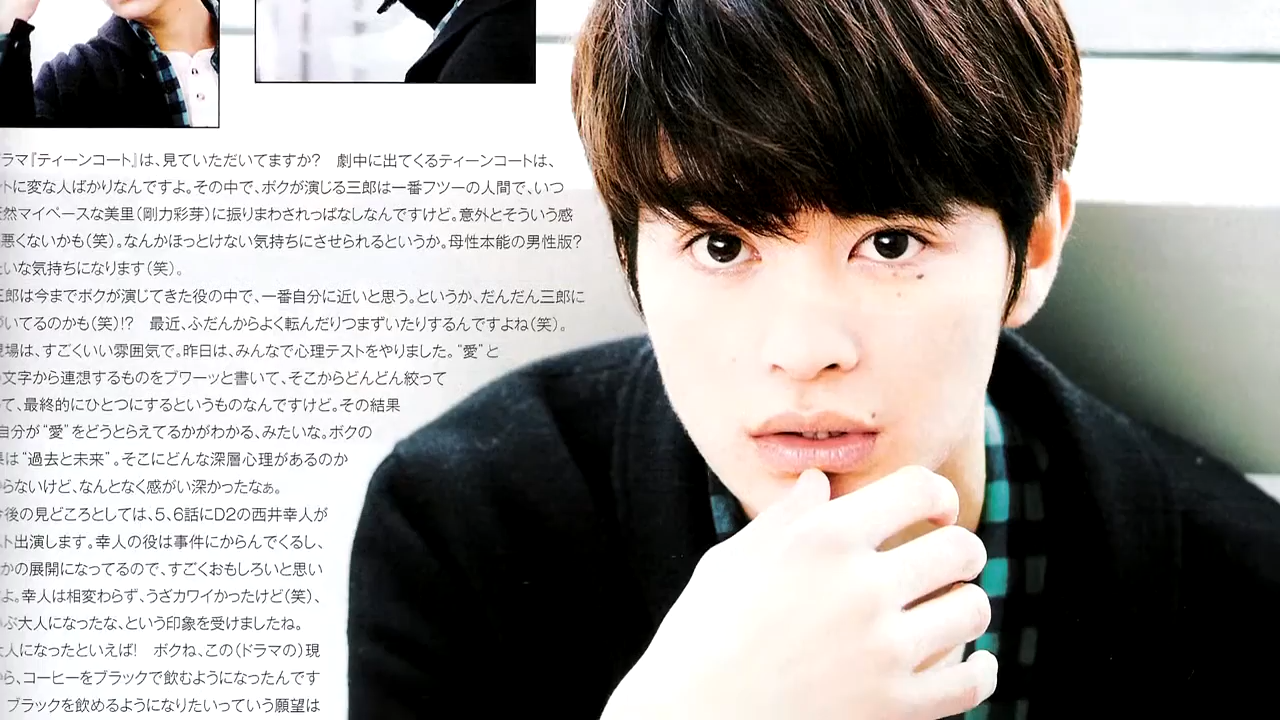 ラマ『ティーンコート』は、見ていただいてますか?　劇中に出てくるティーンコートは、
トに変な人ばかりなんですよ。その中で、ボクが演じる三郎は一番フツーの人間で、いつ
然マイペースな美里(剛力彩芽)に振りまわされっぱなしなんですけど。意外とそういう感
悪くないかも(笑)。なんかほっとけない気持ちにさせられるというか。母性本能の男性版?
いな気持ちになります(笑)。
三郎は今までボクが演じてきた役の中で、一番自分に近いと思う。というか、だんだん三郎に
づいてるのかも(笑)!?　最近、ふだんからよく転んだりつまずいたりするんですよね(笑)。
現場は、すごくいい雰囲気で。昨日は、みんなで心理テストをやりました。“愛”と
文字から連想するものをブワーッと書いて、そこからどんどん絞って
て、最終的にひとつにするというものなんですけど。その結果
自分が“愛”をどうとらえてるかがわかる、みたいな。ボクの
果は“過去と未来”。そこにどんな深層心理があるのか
らないけど、なんとなく感がい深かったなぁ。
今後の見どころとしては、5、6話にD2の西井幸人が
スト出演します。幸人の役は事件にからんでくるし、
かの展開になってるので、すごくおもしろいと思い
よ。幸人は相変わらず、うざカワイかったけど(笑)、
ぶ大人になったな、という印象を受けましたね。
大人になったといえば!　ボクね、この(ドラマの)現
ら、コーヒーをブラックで飲むようになったんです
ブラックを飲めるようになりたいっていう願望は